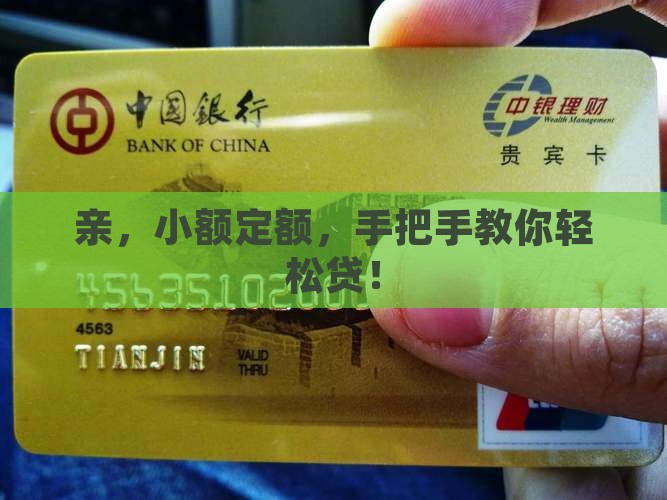 中国銀行
BANK OF CHINA
中银理财
Wealth Management
贵宾卡
亲，小额定额，手把手教你轻
松贷！
4563
TIANJIN
VALID
THRU